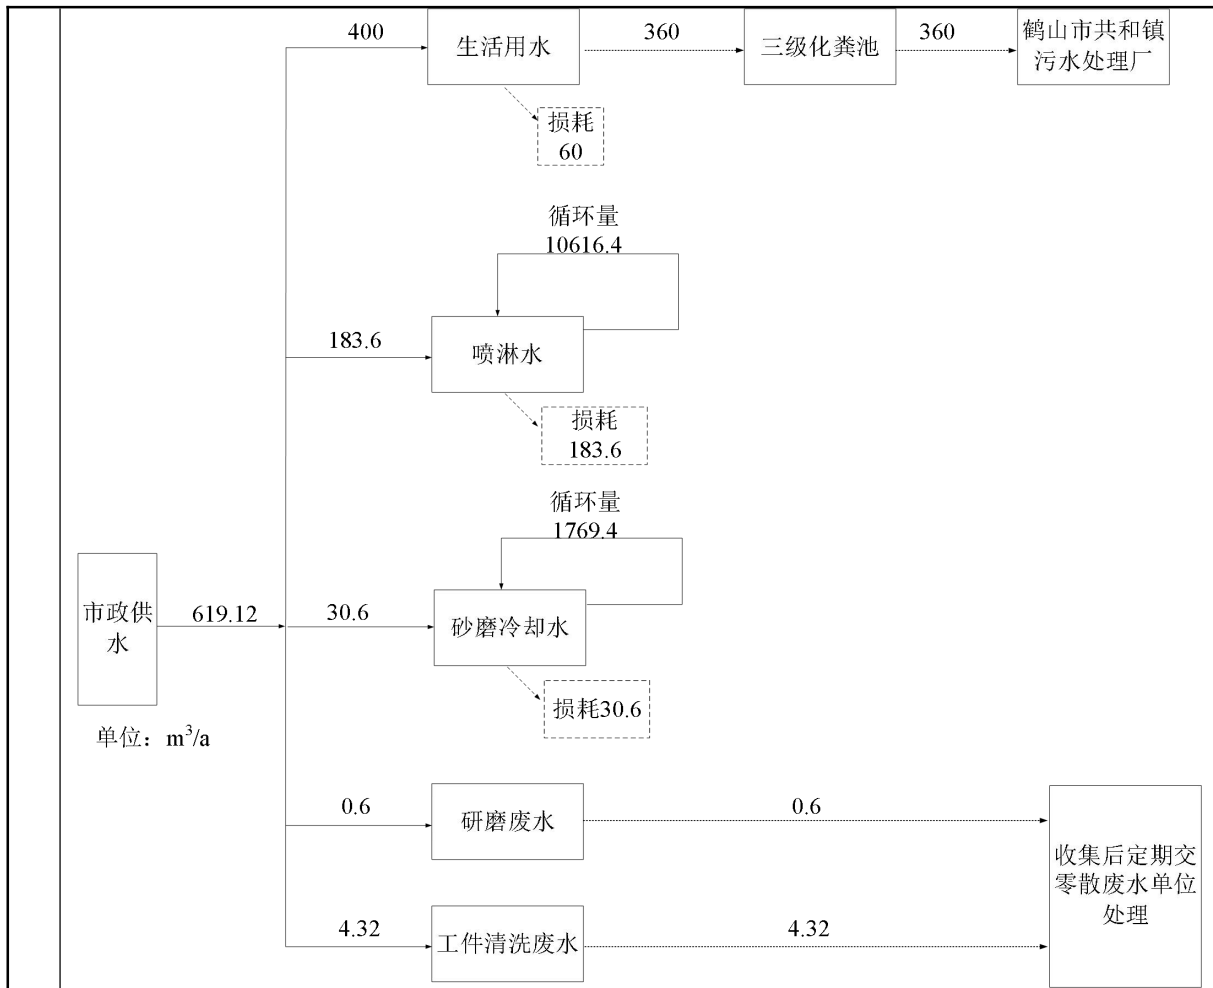 400
生活用水
360
三级化粪池
360
鹤山市共和镇
污水处理厂
损耗
60
循环量
10616.4
183.6
喷淋水
损耗
183.6
循环量
1769.4
市政供
水
619.12
30.6
砂磨冷却水
损耗30.6
单位：m³/a
0.6
研磨废水
0.6
收集后定期交
零散废水单位
处理
4.32
工件清洗废水
4.32